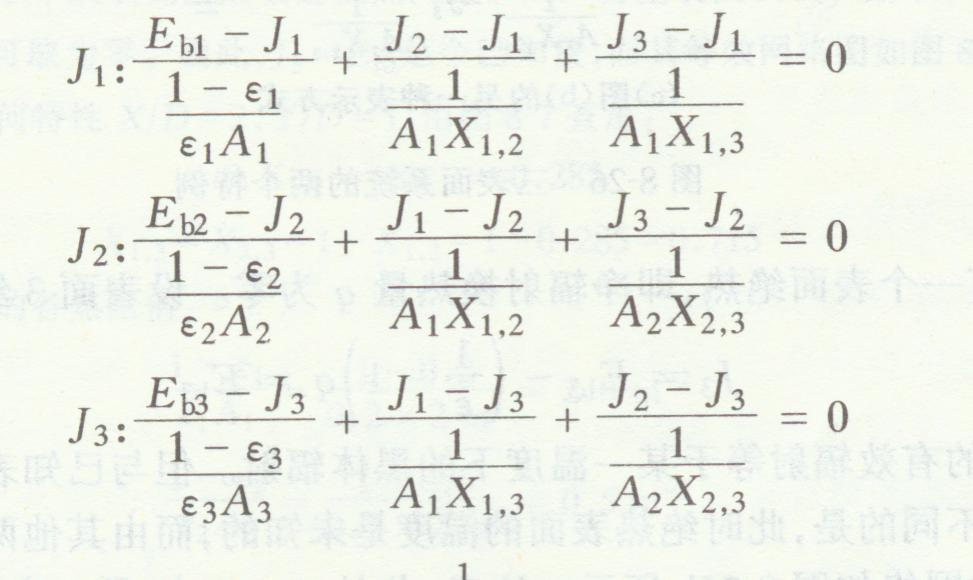 J₁: (E_b1 − J₁)/((1 − ε₁)/(ε₁A₁)) + (J₂ − J₁)/(1/(A₁X₁,₂)) + (J₃ − J₁)/(1/(A₁X₁,₃)) = 0
J₂: (E_b2 − J₂)/((1 − ε₂)/(ε₂A₂)) + (J₁ − J₂)/(1/(A₁X₁,₂)) + (J₃ − J₂)/(1/(A₂X₂,₃)) = 0
J₃: (E_b3 − J₃)/((1 − ε₃)/(ε₃A₃)) + (J₁ − J₃)/(1/(A₁X₁,₃)) + (J₂ − J₃)/(1/(A₂X₂,₃)) = 0
1